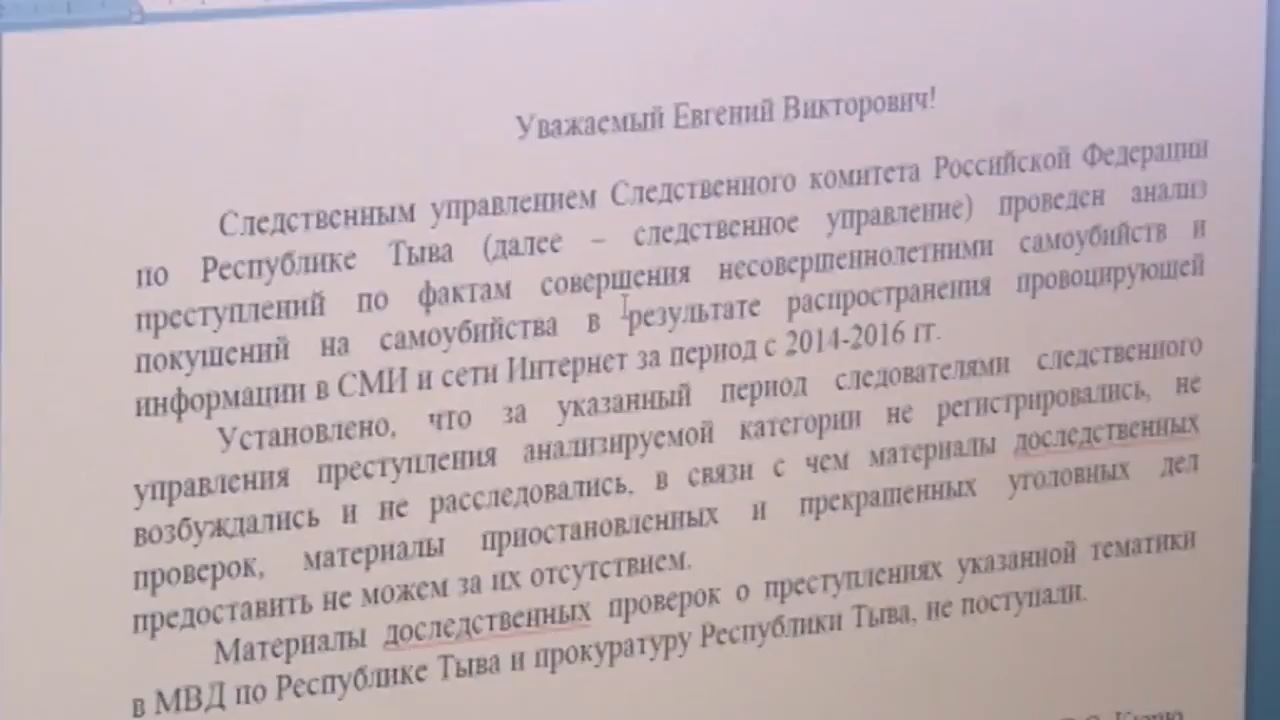 Уважаемый Евгений Викторович!
Следственным управлением Следственного комитета Российской Федерации
по Республике Тыва (далее – следственное управление) проведен анализ
преступлений по фактам совершения несовершеннолетними самоубийств и
покушений на самоубийства в результате распространения провоцирующей
информации в СМИ и сети Интернет за период с 2014-2016 гг.
Установлено, что за указанный период следователями следственного
управления преступления анализируемой категории не регистрировались, не
возбуждались и не расследовались, в связи с чем материалы доследственных
проверок, материалы приостановленных и прекращенных уголовных дел
предоставить не можем за их отсутствием.
Материалы доследственных проверок о преступлениях указанной тематики
в МВД по Республике Тыва и прокуратуру Республики Тыва, не поступали.